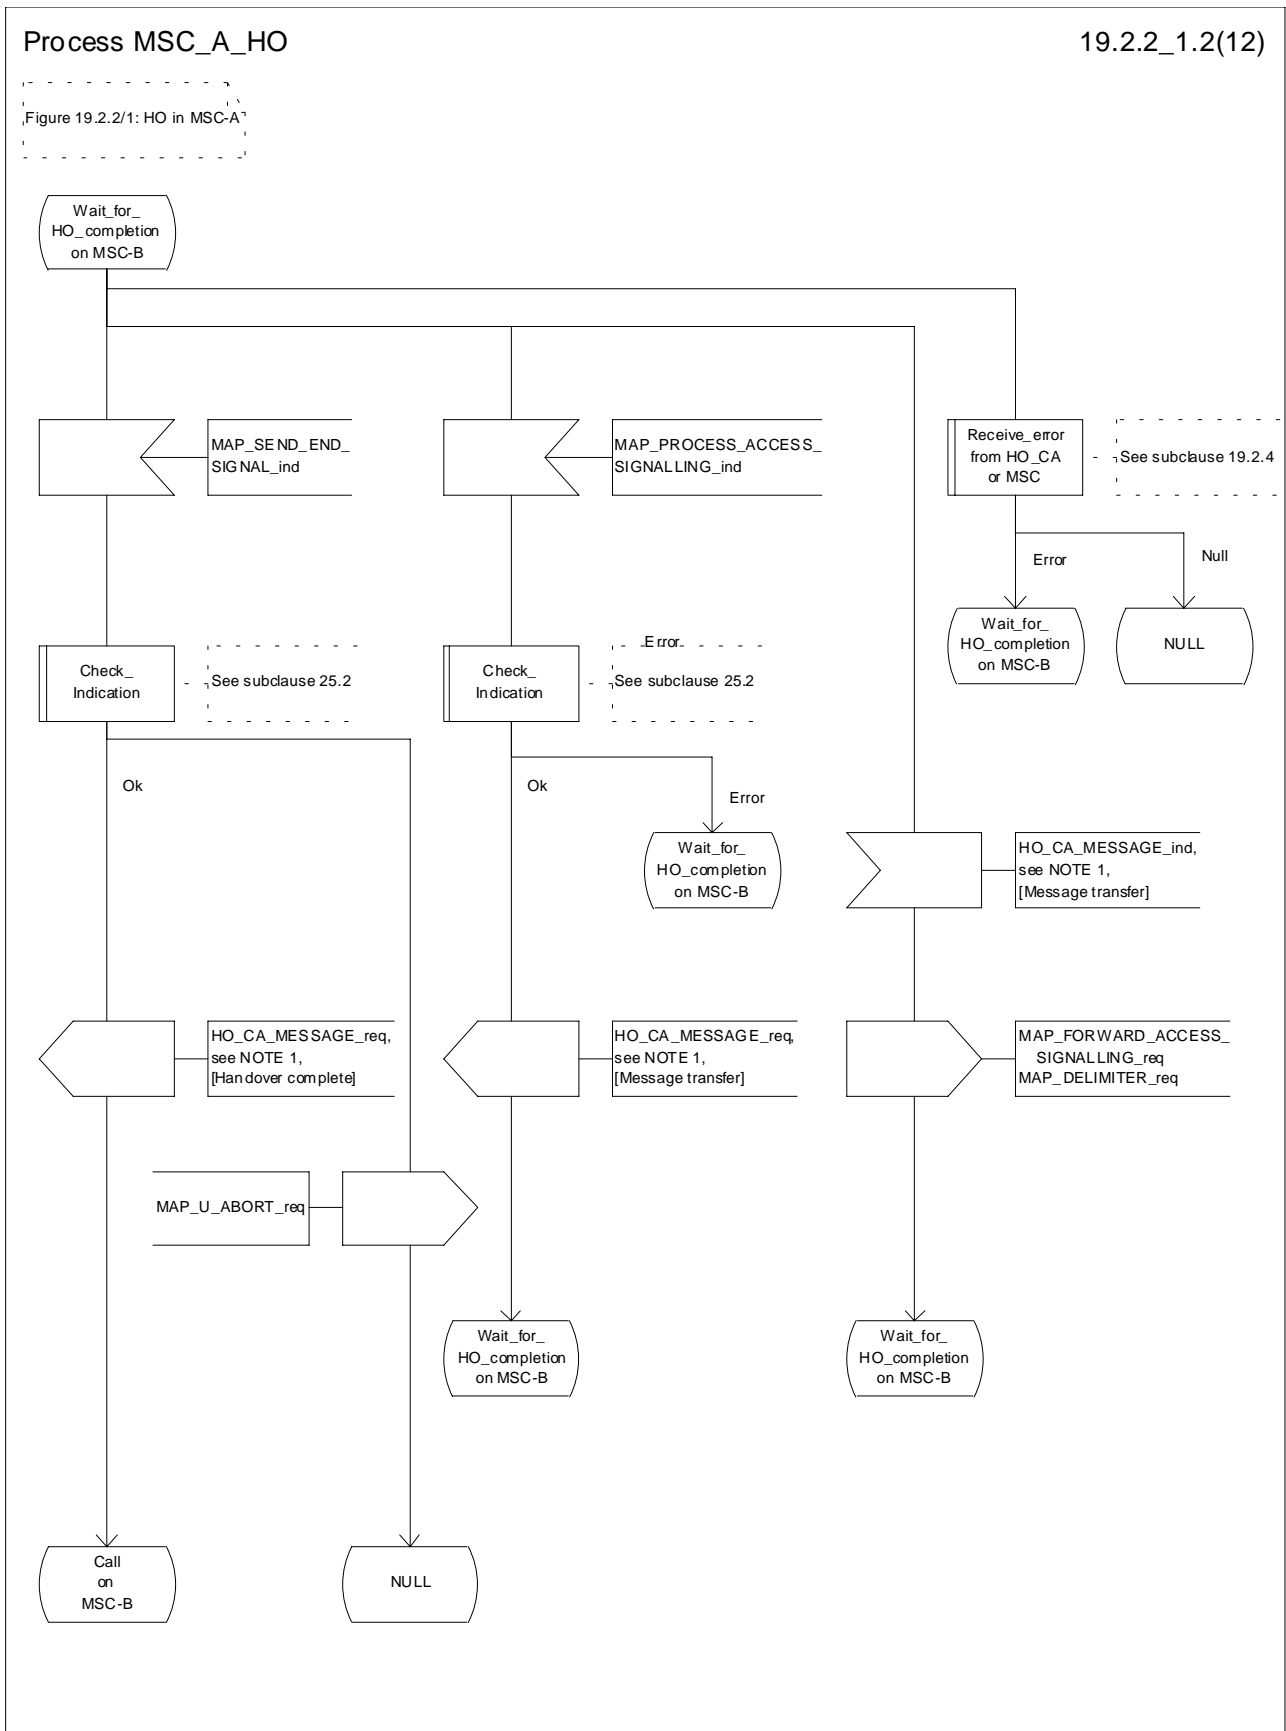 Process MSC_A_HO
19.2.2_1.2(12)
Figure 19.2.2/1: HO in MSC-A
Wait_for_
HO_completion
on MSC-B
MAP_SEND_END_
SIGNAL_ind
MAP_PROCESS_ACCESS_
SIGNALLING_ind
Receive_error
from HO_CA
or MSC
See subclause 19.2.4
Error
Null
Wait_for_
HO_completion
on MSC-B
NULL
Check_
Indication
See subclause 25.2
Error
Check_
Indication
See subclause 25.2
Ok
Ok
Error
Wait_for_
HO_completion
on MSC-B
HO_CA_MESSAGE_ind,
see NOTE 1,
[Message transfer]
HO_CA_MESSAGE_req,
see NOTE 1,
[Handover complete]
HO_CA_MESSAGE_req,
see NOTE 1,
[Message transfer]
MAP_FORWARD_ACCESS_
SIGNALLING_req
MAP_DELIMITER_req
MAP_U_ABORT_req
Wait_for_
HO_completion
on MSC-B
Wait_for_
HO_completion
on MSC-B
Call
on
MSC-B
NULL